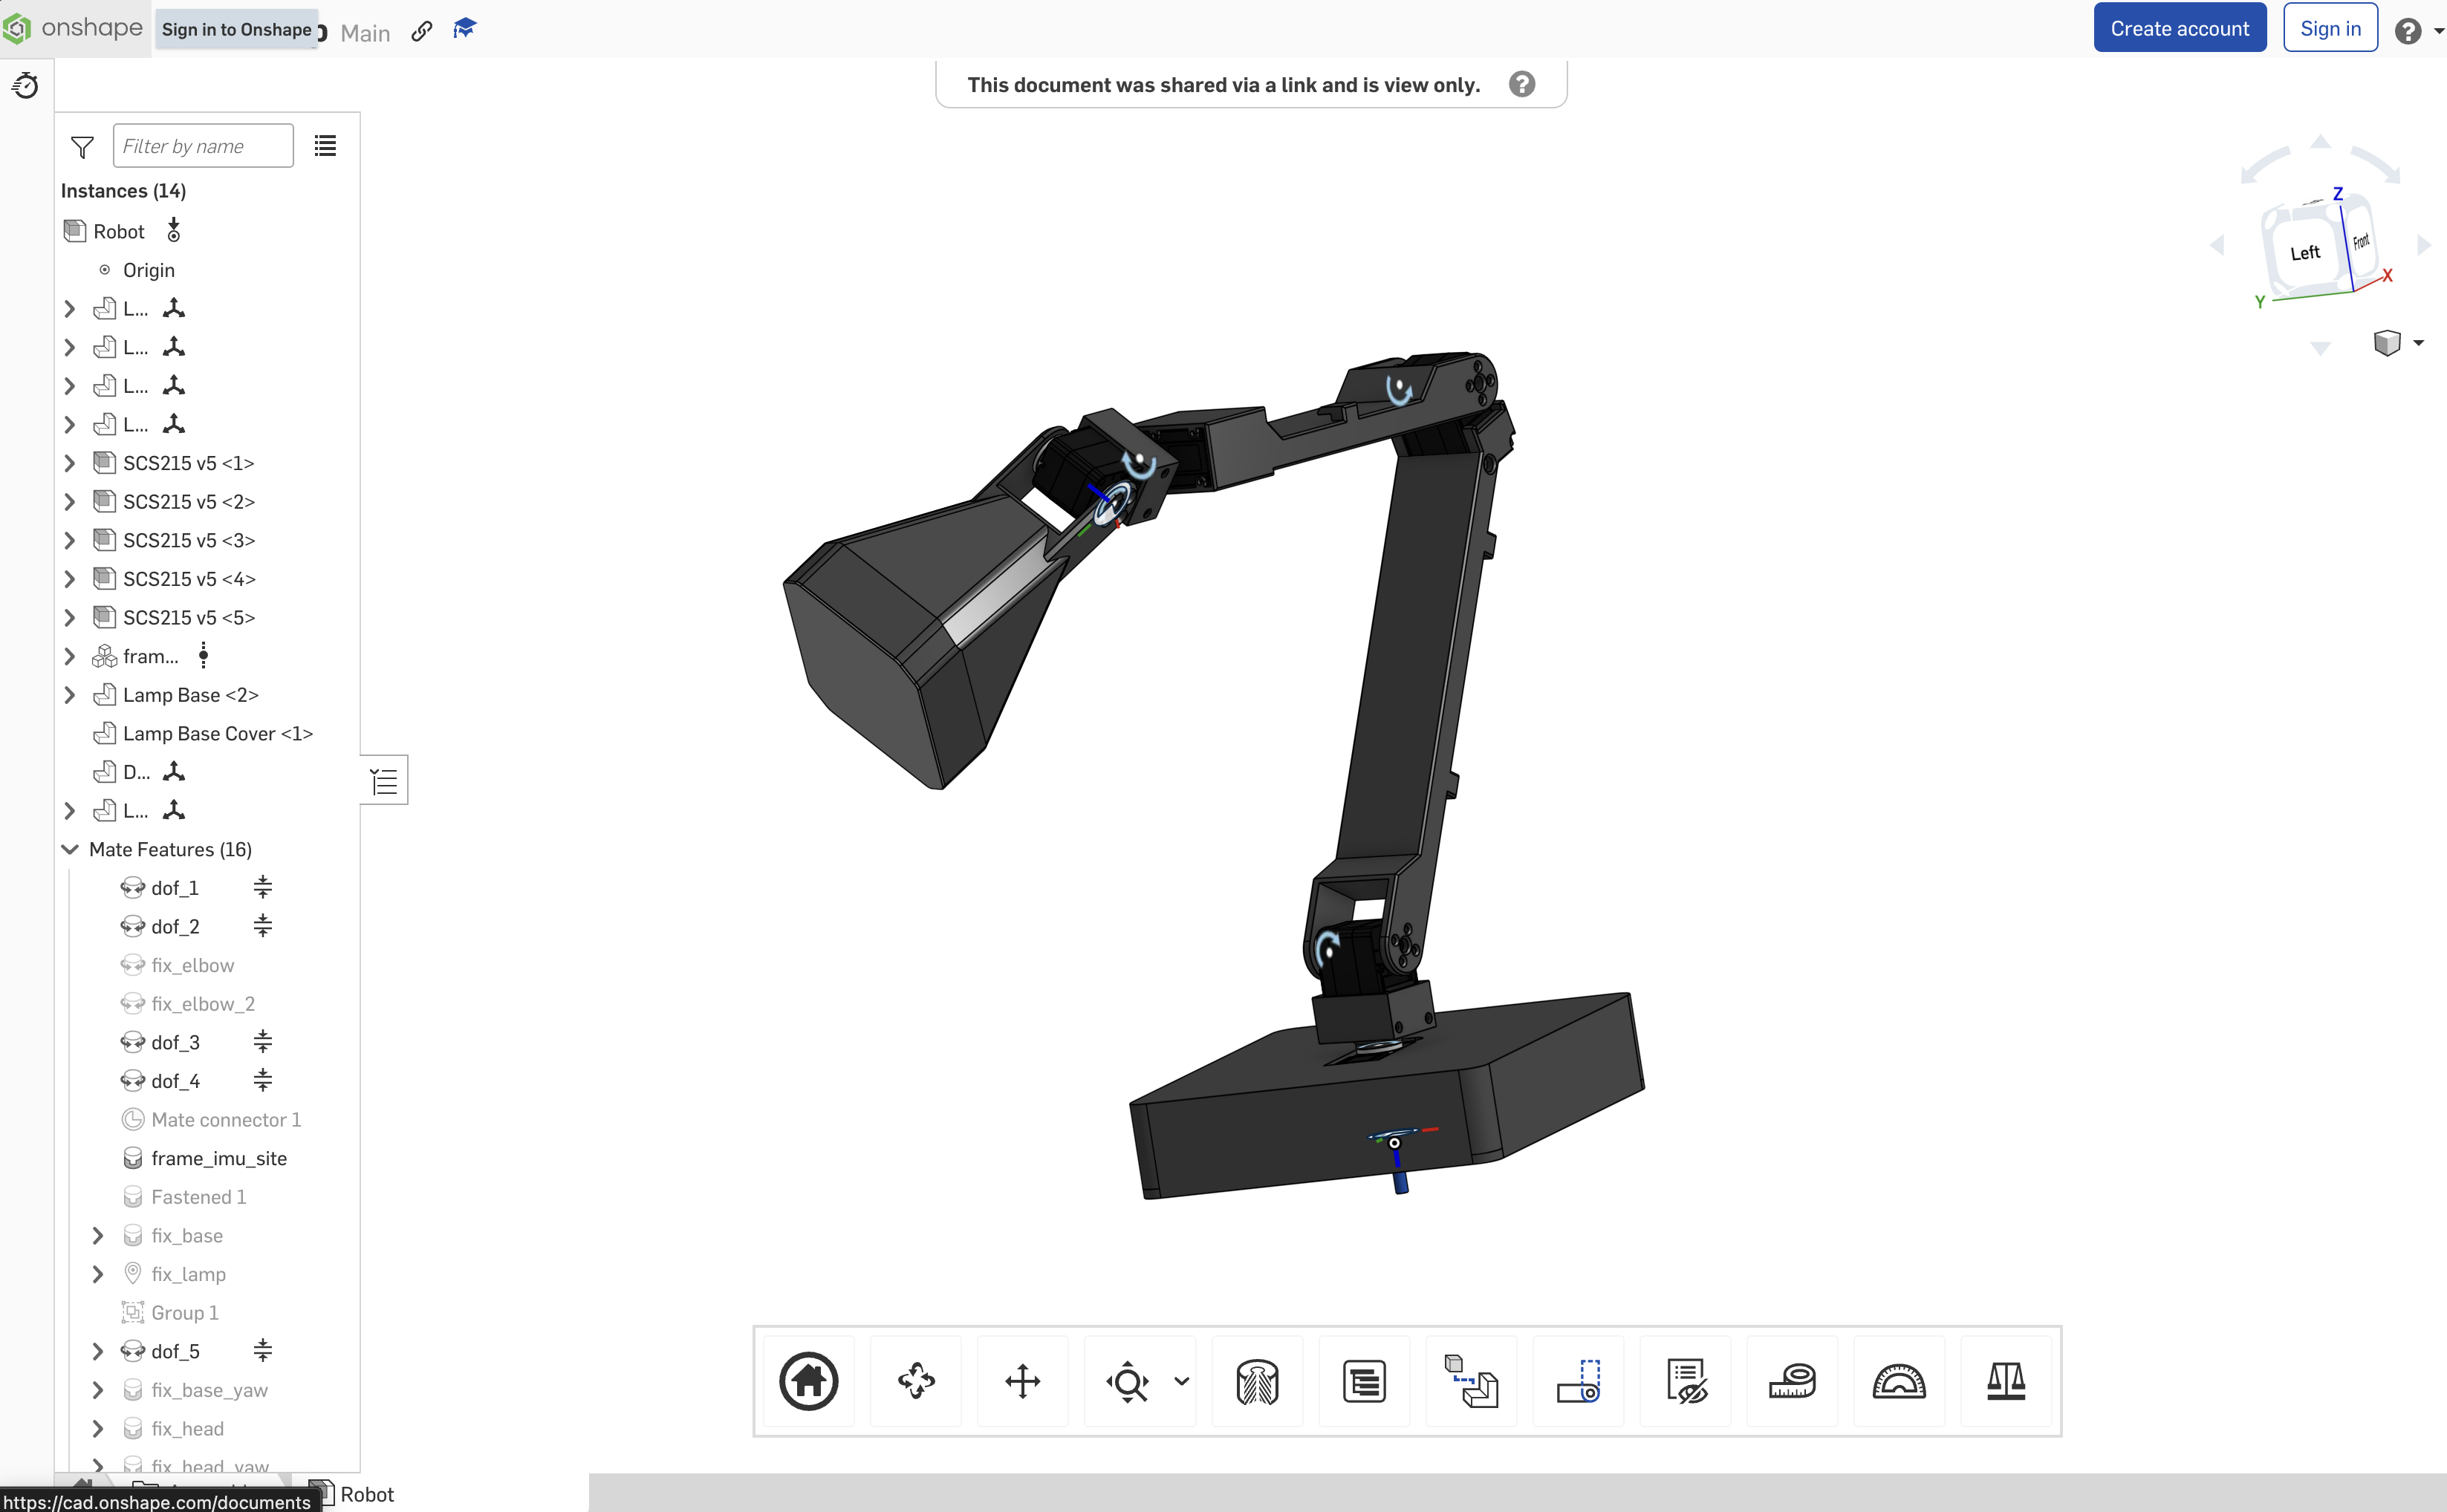 onshape
Sign in to Onshape
Main
Create account
Sign in
This document was shared via a link and is view only.
Filter by name
Instances (14)
Robot
Origin
L...
L...
L...
L...
SCS215 v5 <1>
SCS215 v5 <2>
SCS215 v5 <3>
SCS215 v5 <4>
SCS215 v5 <5>
fram...
Lamp Base <2>
Lamp Base Cover <1>
D...
L...
Mate Features (16)
dof_1
dof_2
fix_elbow
fix_elbow_2
dof_3
dof_4
Mate connector 1
frame_imu_site
Fastened 1
fix_base
fix_lamp
Group 1
dof_5
fix_base_yaw
fix_head
fix_head_yaw
Robot
https://cad.onshape.com/documents
Z
Left
Front
X
Y